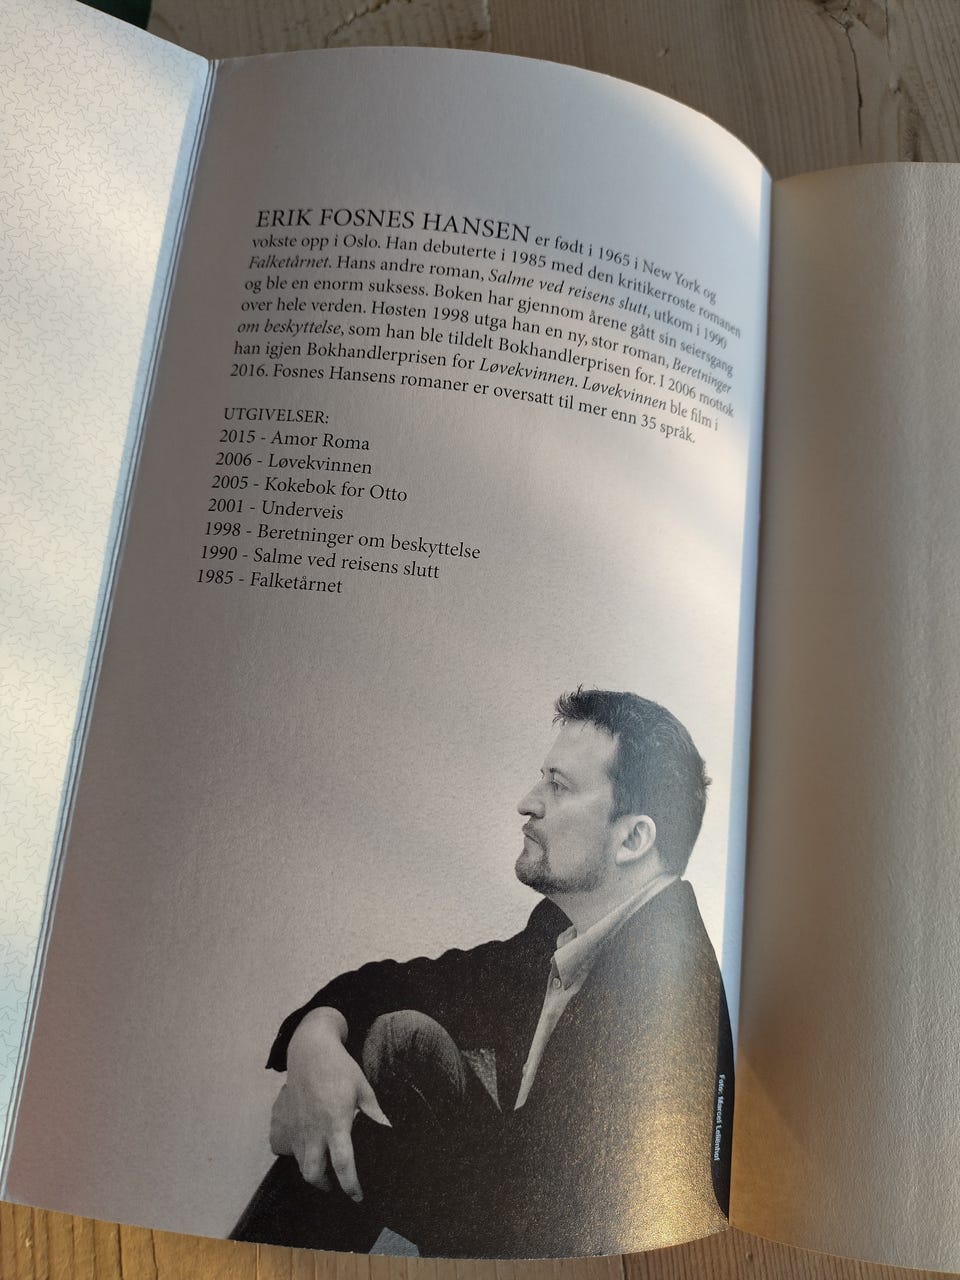 ERIK FOSNES HANSEN er født i 1965 i New York og
vokste opp i Oslo. Han debuterte i 1985 med den kritikerroste romanen
Falketårnet. Hans andre roman, Salme ved reisens slutt, utkom i 1990
og ble en enorm suksess. Boken har gjennom årene gått sin seiersgang
over hele verden. Høsten 1998 utga han en ny, stor roman, Beretninger
om beskyttelse, som han ble tildelt Bokhandlerprisen for. I 2006 mottok
han igjen Bokhandlerprisen for Løvekvinnen. Løvekvinnen ble film i
2016. Fosnes Hansens romaner er oversatt til mer enn 35 språk.
UTGIVELSER:
2015 - Amor Roma
2006 - Løvekvinnen
2005 - Kokebok for Otto
2001 - Underveis
1998 - Beretninger om beskyttelse
1990 - Salme ved reisens slutt
1985 - Falketårnet
Foto: Marcel Lelienhof